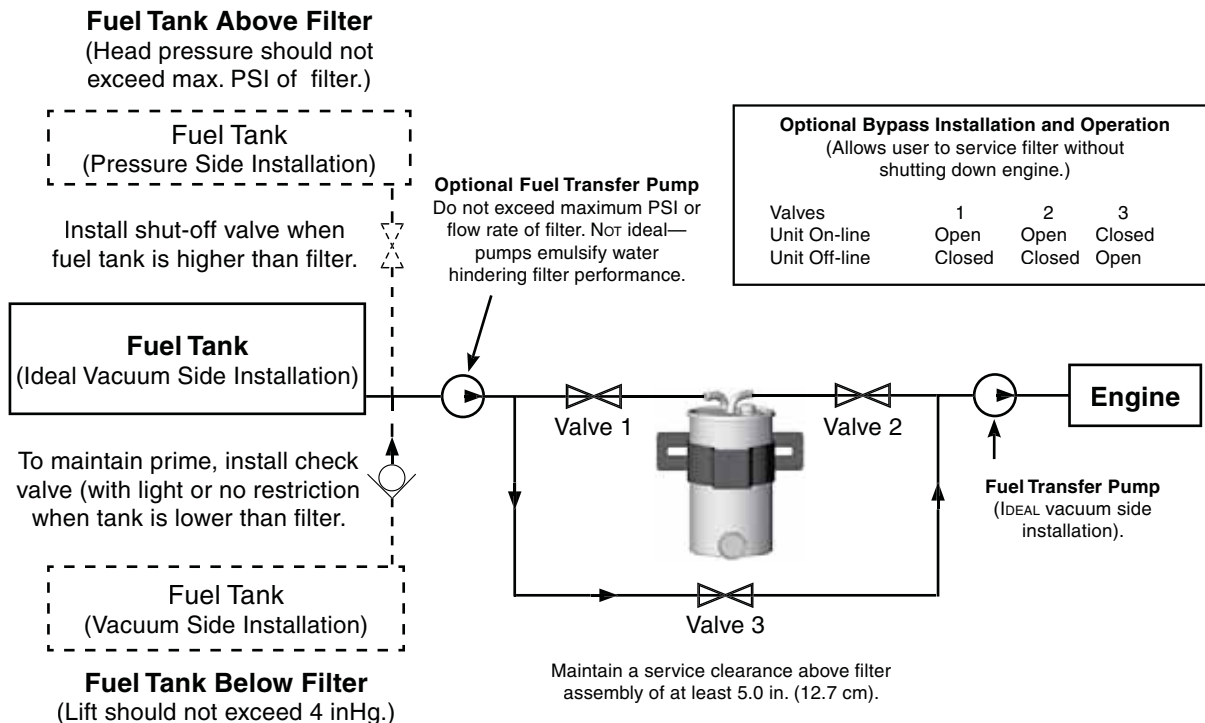 Fuel Tank Above Filter
(Head pressure should not
exceed max. PSI of filter.)
Fuel Tank
(Pressure Side Installation)
Install shut-off valve when
fuel tank is higher than filter.
Fuel Tank
(Ideal Vacuum Side Installation)
To maintain prime, install check
valve (with light or no restriction
when tank is lower than filter.
Fuel Tank
(Vacuum Side Installation)
Fuel Tank Below Filter
(Lift should not exceed 4 inHg.)
Optional Fuel Transfer Pump
Do not exceed maximum PSI or
flow rate of filter. NOT ideal—
pumps emulsify water
hindering filter performance.
Optional Bypass Installation and Operation
(Allows user to service filter without
shutting down engine.)
Valves 1 2 3
Unit On-line Open Open Closed
Unit Off-line Closed Closed Open
Valve 1
Valve 2
Valve 3
Engine
Fuel Transfer Pump
(IDEAL vacuum side
installation).
Maintain a service clearance above filter
assembly of at least 5.0 in. (12.7 cm).